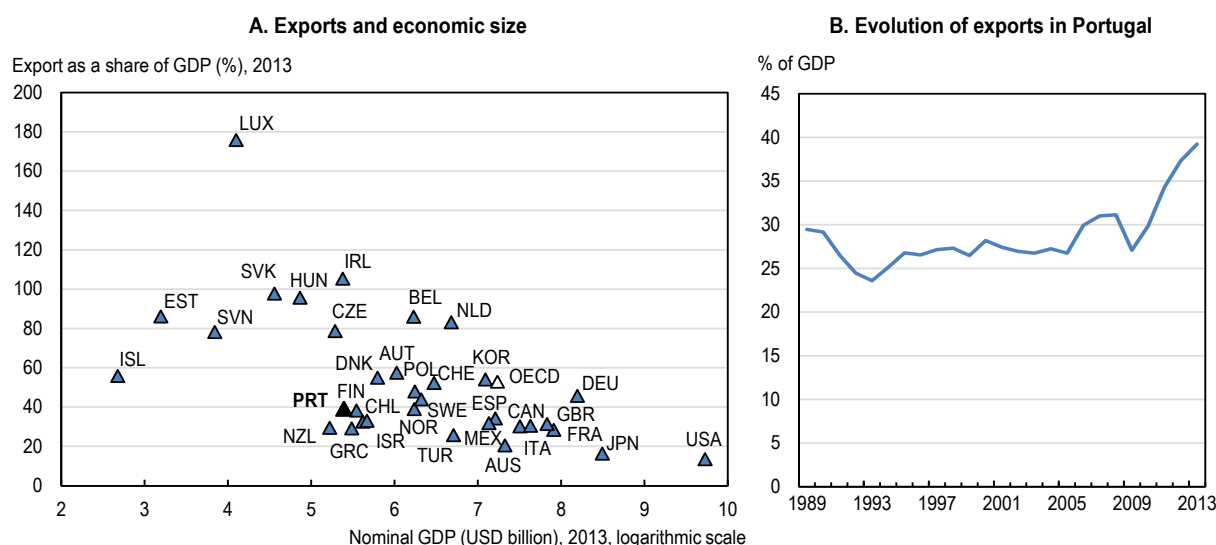 A. Exports and economic size
Export as a share of GDP (%), 2013
200
180
160
140
120
100
80
60
40
20
0
LUX
IRL
SVK
HUN
EST
SVN
CZE
BEL
NLD
ISL
DNK
AUT
POL
CHE
KOR
OECD
DEU
PRT
FIN
CHL
SWE
ESP
CAN
GBR
NZL
GRC
ISR
NOR
TUR
MEX
AUS
ITA
FRA
JPN
USA
2 3 4 5 6 7 8 9 10
Nominal GDP (USD billion), 2013, logarithmic scale
B. Evolution of exports in Portugal
% of GDP
45
40
35
30
25
20
15
10
5
0
1989 1993 1997 2001 2005 2009 2013